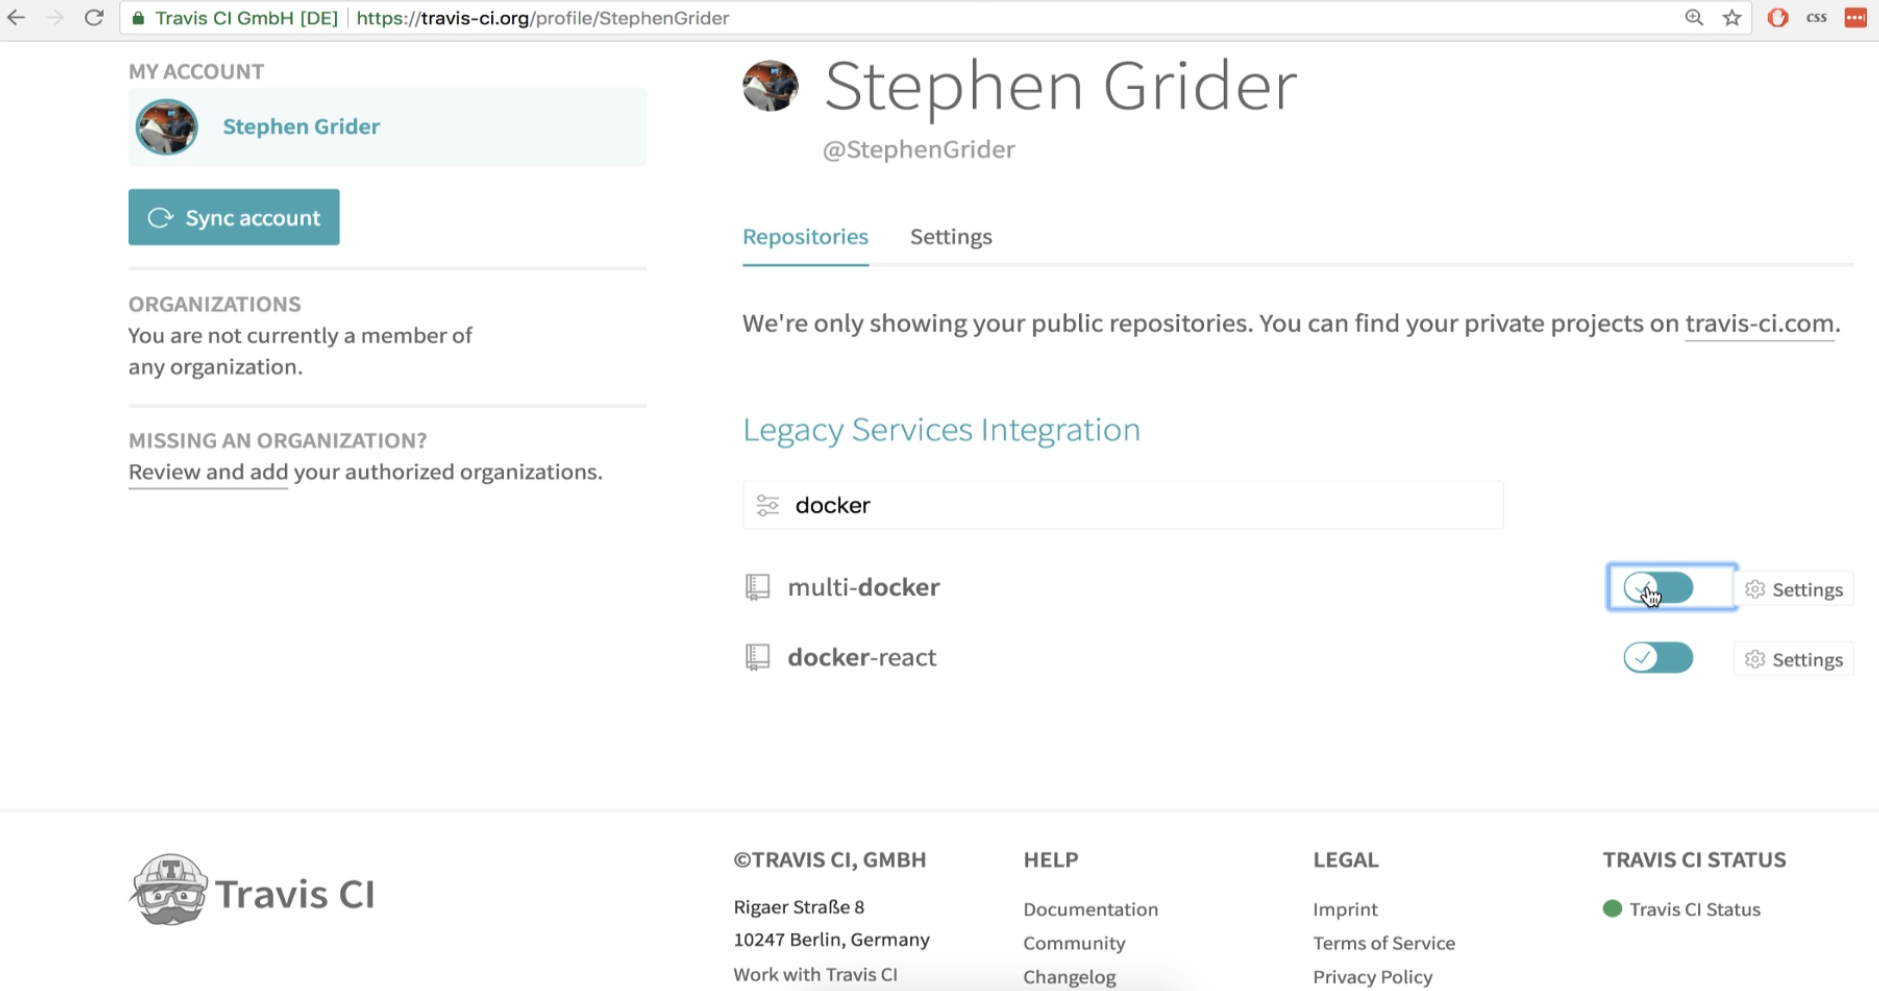 Travis CI GmbH [DE] https://travis-ci.org/profile/StephenGrider
CSS
MY ACCOUNT
Stephen Grider
Sync account
ORGANIZATIONS
You are not currently a member of
any organization.
MISSING AN ORGANIZATION?
Review and add your authorized organizations.
Stephen Grider
@StephenGrider
Repositories Settings
We're only showing your public repositories. You can find your private projects on travis-ci.com.
Legacy Services Integration
docker
multi-docker Settings
docker-react Settings
Travis CI
©TRAVIS CI, GMBH
Rigaer Straße 8
10247 Berlin, Germany
Work with Travis CI
HELP
Documentation
Community
Changelog
LEGAL
Imprint
Terms of Service
Privacy Policy
TRAVIS CI STATUS
Travis CI Status